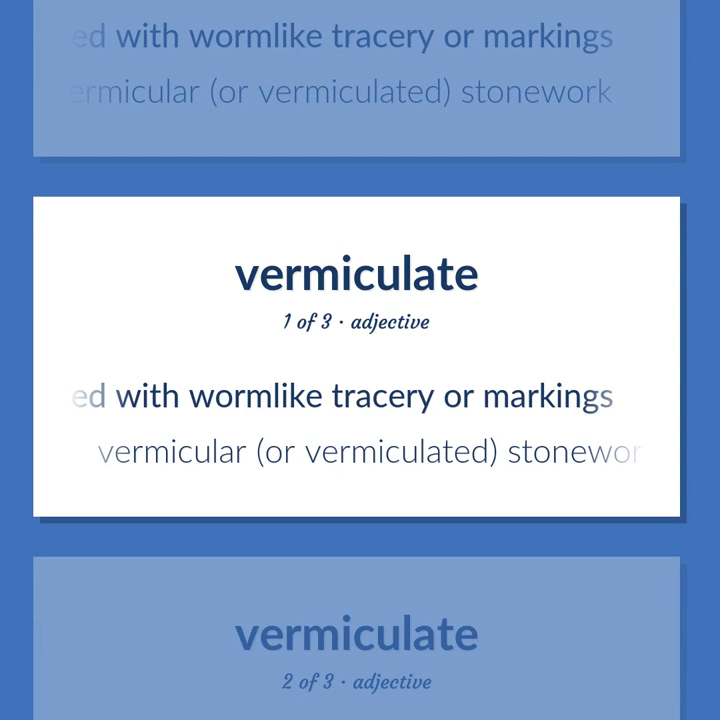 ed with wormlike tracery or markings
ermicular (or vermiculated) stonework
vermiculate
1 of 3 · adjective
ed with wormlike tracery or markings
vermicular (or vermiculated) stonewor
vermiculate
2 of 3 · adjective